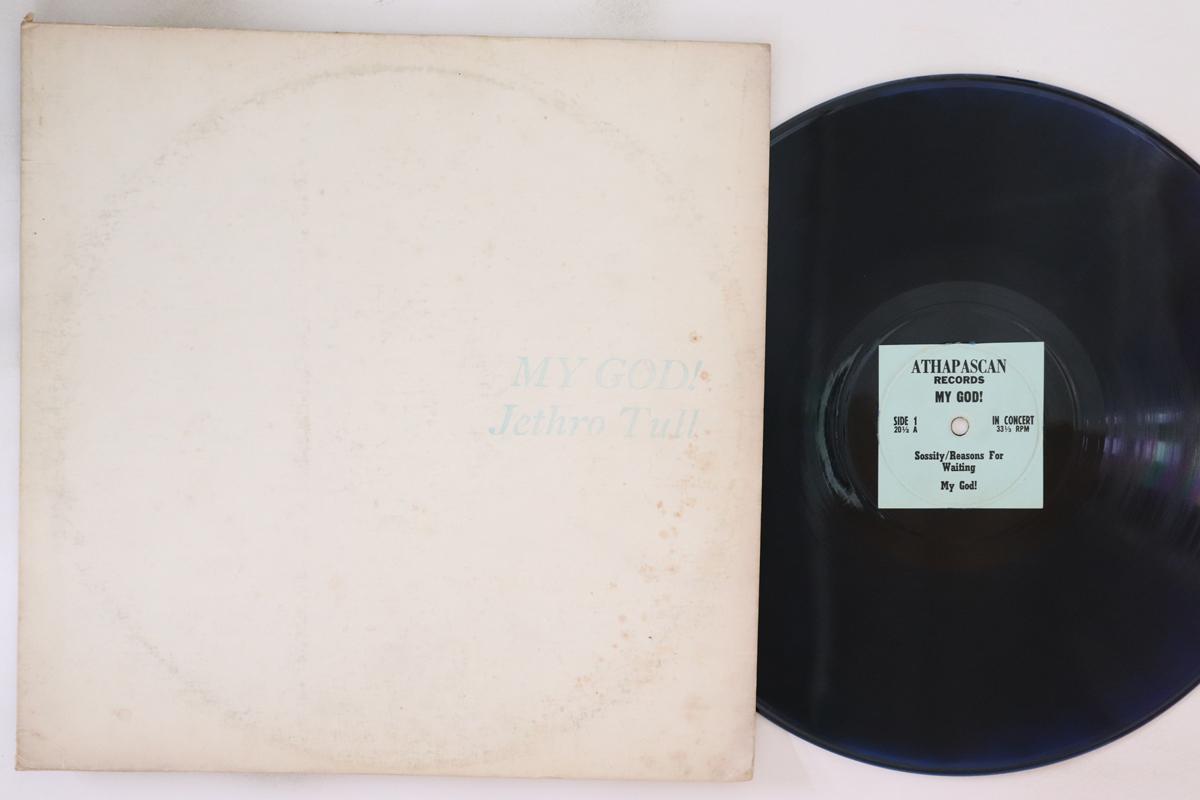 MY GOD!
Jethro Tull
ATHAPASCAN
RECORDS
MY GOD!
SIDE 1
20½ A
IN CONCERT
33⅓ RPM
Sossity/Reasons For
Waiting
My God!